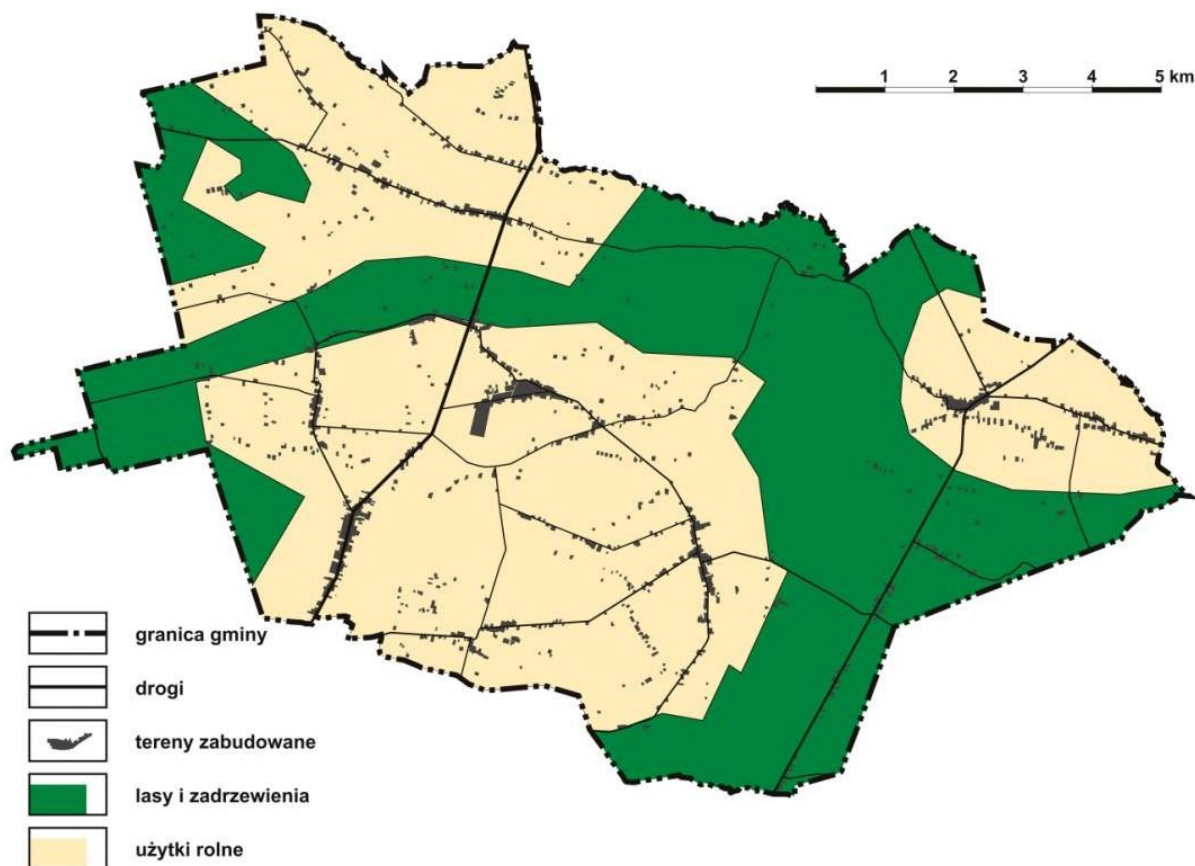 1 2 3 4 5 km
granica gminy
drogi
tereny zabudowane
lasy i zadrzewienia
użytki rolne